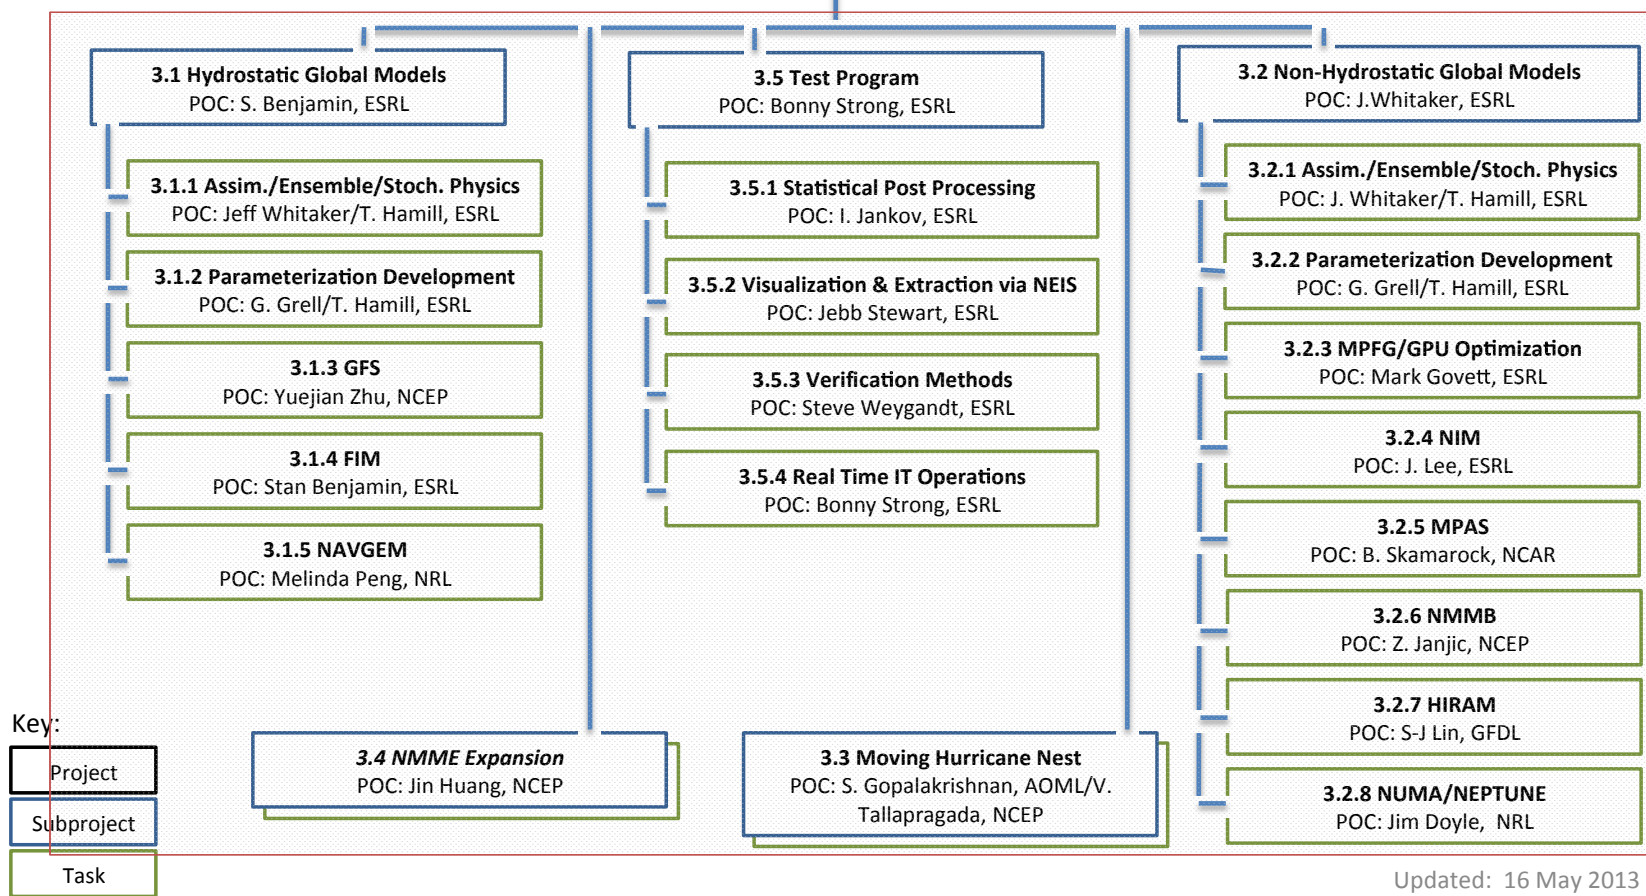 3.1 Hydrostatic Global Models
POC: S. Benjamin, ESRL
3.1.1 Assim./Ensemble/Stoch. Physics
POC: Jeff Whitaker/T. Hamill, ESRL
3.1.2 Parameterization Development
POC: G. Grell/T. Hamill, ESRL
3.1.3 GFS
POC: Yuejian Zhu, NCEP
3.1.4 FIM
POC: Stan Benjamin, ESRL
3.1.5 NAVGEM
POC: Melinda Peng, NRL
3.5 Test Program
POC: Bonny Strong, ESRL
3.5.1 Statistical Post Processing
POC: I. Jankov, ESRL
3.5.2 Visualization & Extraction via NEIS
POC: Jebb Stewart, ESRL
3.5.3 Verification Methods
POC: Steve Weygandt, ESRL
3.5.4 Real Time IT Operations
POC: Bonny Strong, ESRL
3.2 Non-Hydrostatic Global Models
POC: J.Whitaker, ESRL
3.2.1 Assim./Ensemble/Stoch. Physics
POC: J. Whitaker/T. Hamill, ESRL
3.2.2 Parameterization Development
POC: G. Grell/T. Hamill, ESRL
3.2.3 MPFG/GPU Optimization
POC: Mark Govett, ESRL
3.2.4 NIM
POC: J. Lee, ESRL
3.2.5 MPAS
POC: B. Skamarock, NCAR
3.2.6 NMMB
POC: Z. Janjic, NCEP
3.2.7 HIRAM
POC: S-J Lin, GFDL
3.2.8 NUMA/NEPTUNE
POC: Jim Doyle, NRL
3.4 NMME Expansion
POC: Jin Huang, NCEP
3.3 Moving Hurricane Nest
POC: S. Gopalakrishnan, AOML/V.
Tallapragada, NCEP
Key:
Project
Subproject
Task
Updated: 16 May 2013